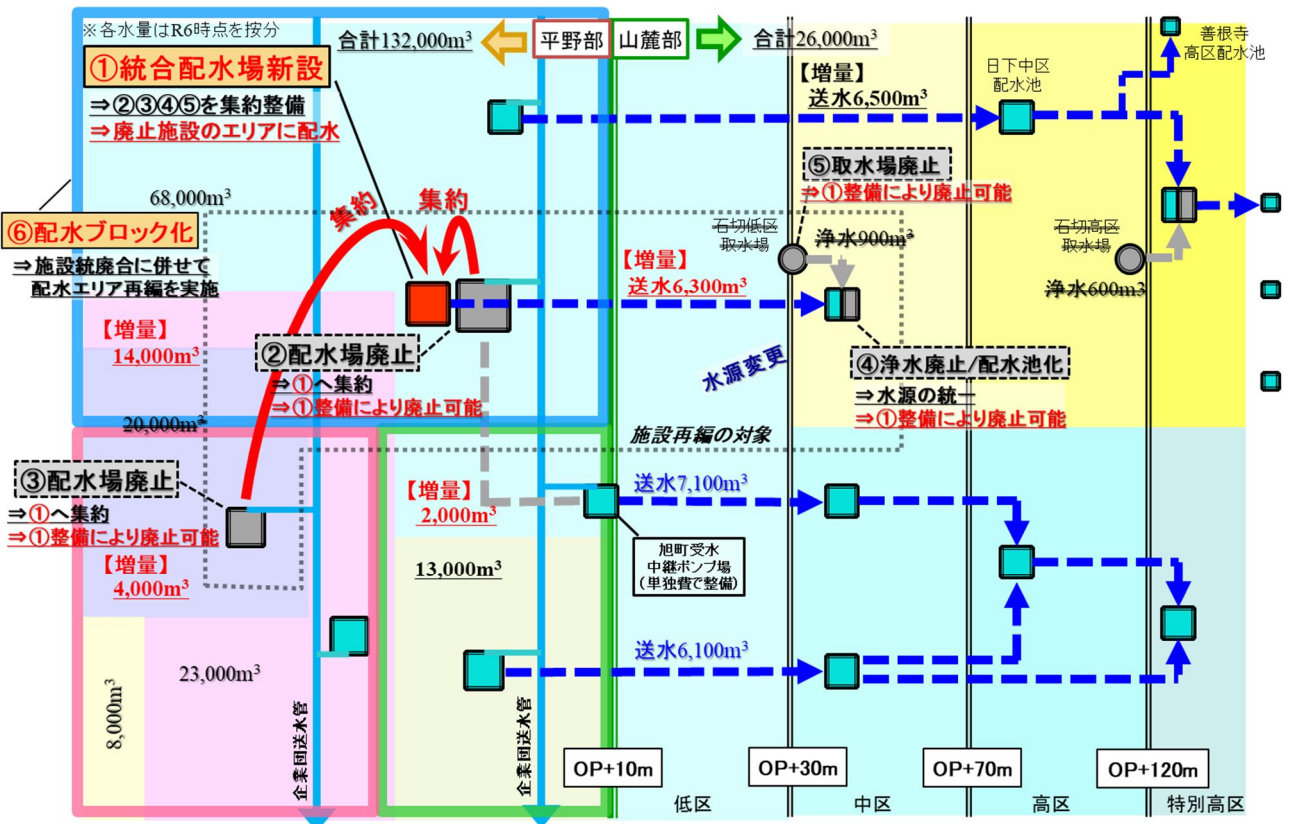 ※各水量はR6時点を按分
合計132,000m³
平野部
山麓部
合計26,000m³
善根寺
高区配水池
①統合配水場新設
⇒②③④⑤を集約整備
⇒廃止施設のエリアに配水
【増量】
送水6,500m³
日下中区
配水池
⑤取水場廃止
⇒①整備により廃止可能
68,000m³
集約
集約
⑥配水ブロック化
⇒施設統廃合に併せて
配水エリア再編を実施
石切低区
取水場
浄水900m³
石切高区
取水場
浄水600m3
【増量】
送水6,300m³
【増量】
14,000m³
②配水場廃止
⇒①へ集約
⇒①整備により廃止可能
水源変更
④浄水廃止/配水池化
⇒水源の統一
⇒①整備により廃止可能
20,000m³
施設再編の対象
③配水場廃止
⇒①へ集約
⇒①整備により廃止可能
【増量】
4,000m³
【増量】
2,000m³
送水7,100m³
旭町受水
中継ポンプ場
(単独費で整備)
13,000m³
送水6,100m³
23,000m³
8,000m³
企業団送水管
企業団送水管
OP+10m
OP+30m
OP+70m
OP+120m
低区
中区
高区
特別高区